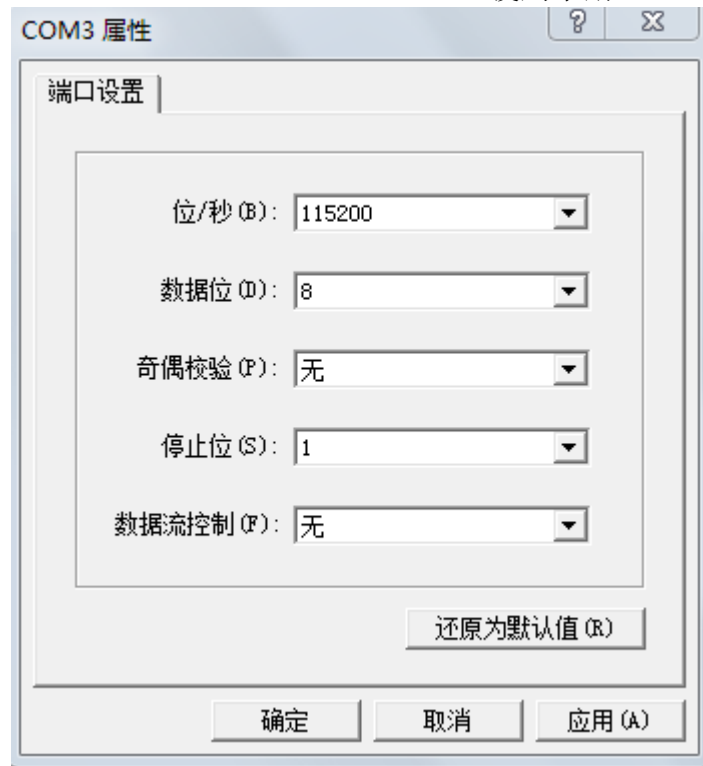 COM3 属性
端口设置
位/秒(B): 115200
数据位(D): 8
奇偶校验(P): 无
停止位(S): 1
数据流控制(F): 无
还原为默认值(R)
确定 取消 应用(A)